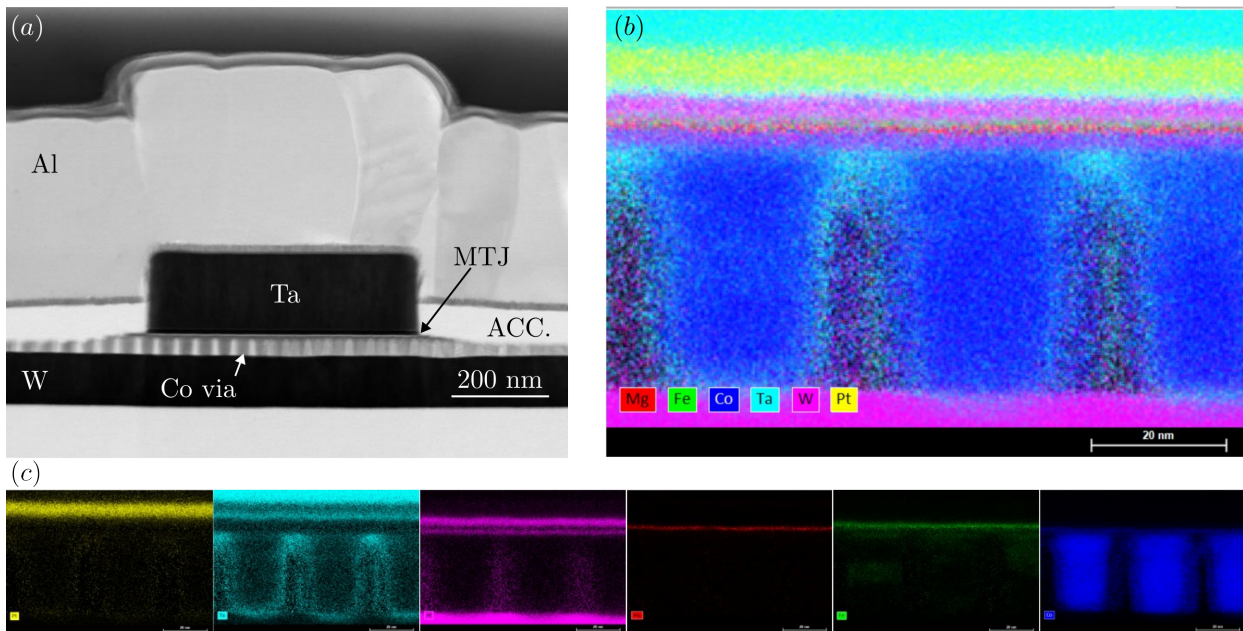 (a)
Al
Ta
MTJ
ACC.
W
Co via
200 nm
(b)
Mg Fe Co Ta W Pt
20 nm
(c)